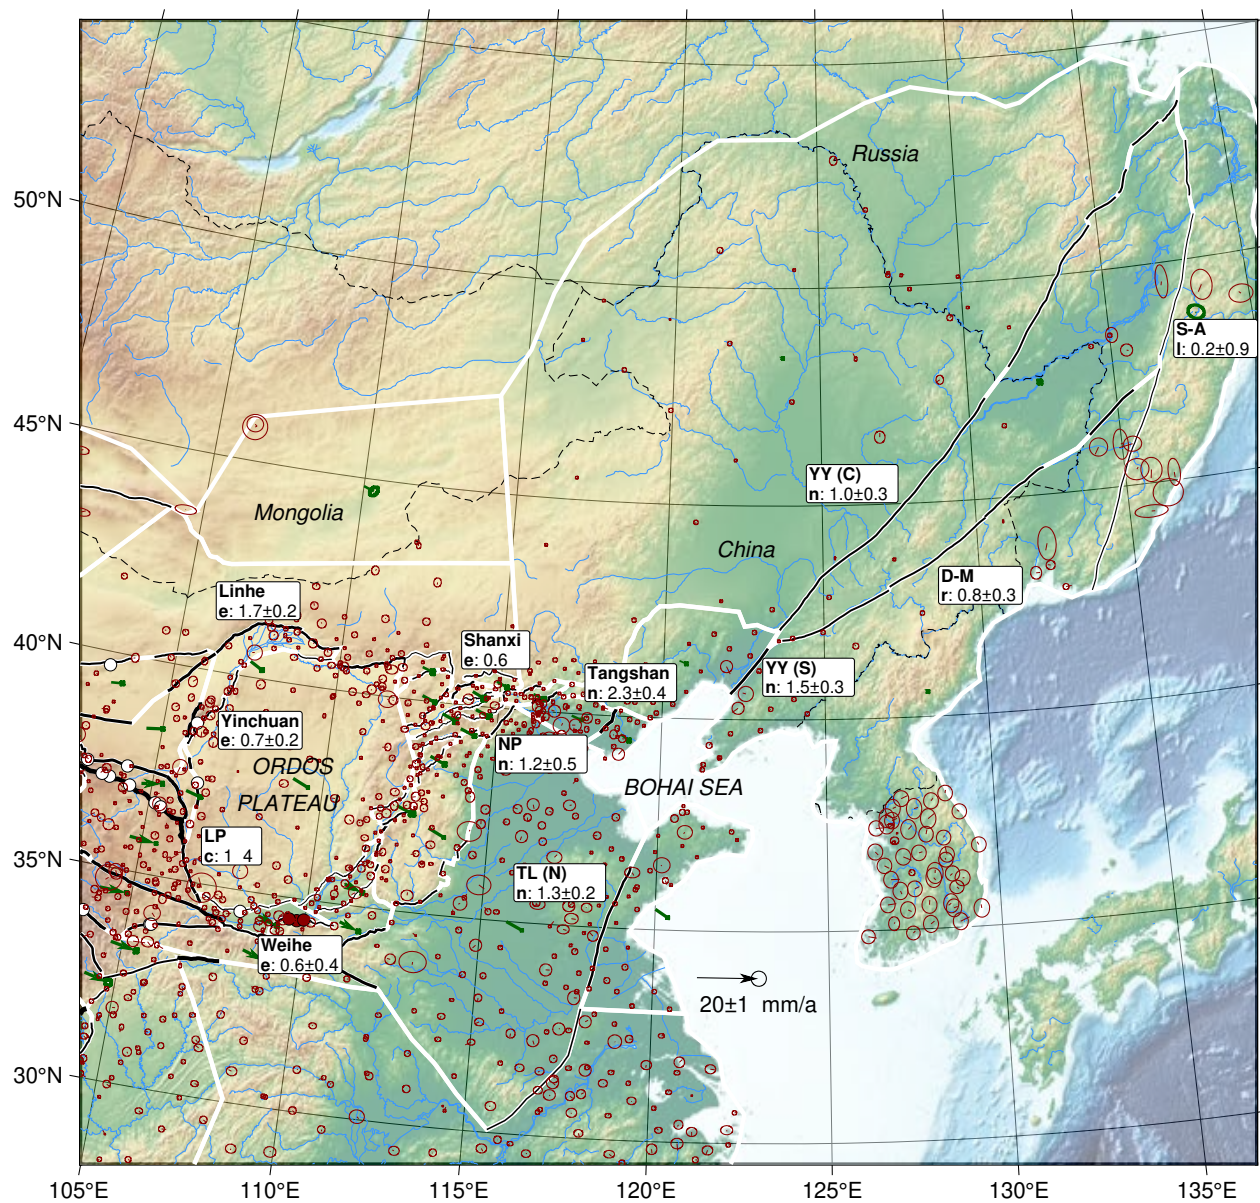 Russia
50°N
S-A
l: 0.2±0.9
45°N
YY (C)
n: 1.0±0.3
Mongolia
China
D-M
r: 0.8±0.3
Linhe
e: 1.7±0.2
40°N
Shanxi
e: 0.6
Tangshan
n: 2.3±0.4
YY (S)
n: 1.5±0.3
Yinchuan
e: 0.7±0.2
NP
n: 1.2±0.5
ORDOS
PLATEAU
BOHAI SEA
LP
c: 1 4
35°N
TL (N)
n: 1.3±0.2
Weihe
e: 0.6±0.4
20±1 mm/a
30°N
105°E
110°E
115°E
120°E
125°E
130°E
135°E